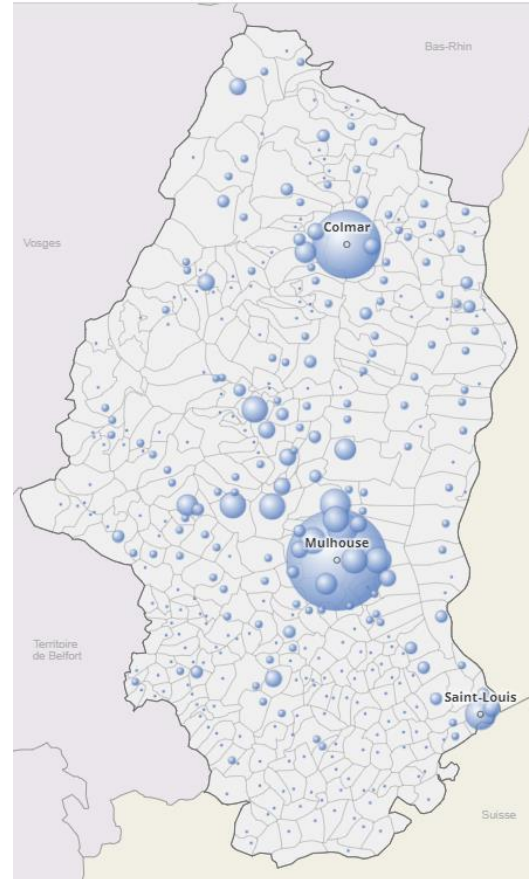 Bas-Rhin
Colmar
Vosges
Mulhouse
Territoire
de Belfort
Saint-Louis
Suisse